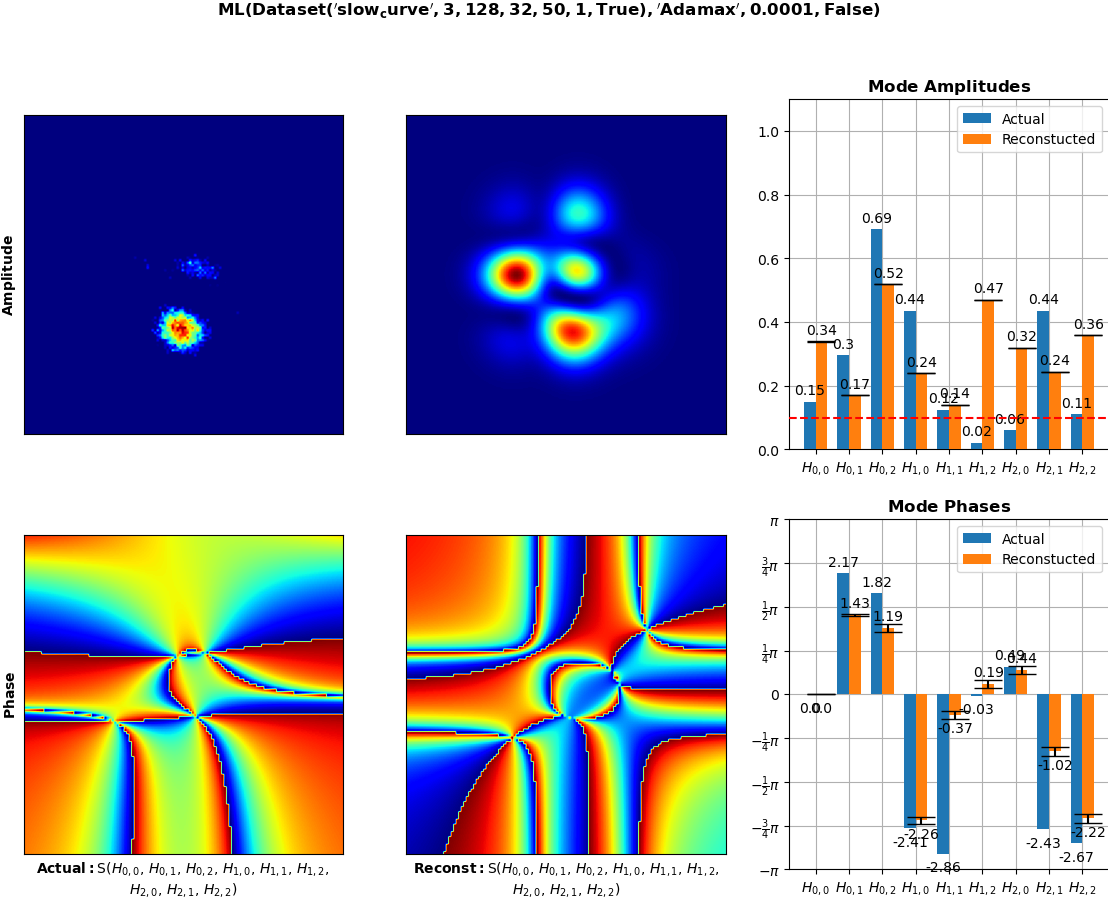 ML(Dataset('slow_curve', 3, 128, 32, 50, 1, True), 'Adamax', 0.0001, False)
Amplitude
Mode Amplitudes
Actual
Reconstucted
1.0
0.8
0.6
0.4
0.2
0.0
0.15
0.34
0.3
0.17
0.69
0.52
0.44
0.24
0.12
0.14
0.02
0.47
0.06
0.32
0.44
0.24
0.11
0.36
H0,0 H0,1 H0,2 H1,0 H1,1 H1,2 H2,0 H2,1 H2,2
Phase
Actual: S(H0,0, H0,1, H0,2, H1,0, H1,1, H1,2,
H2,0, H2,1, H2,2)
Reconst: S(H0,0, H0,1, H0,2, H1,0, H1,1, H1,2,
H2,0, H2,1, H2,2)
Mode Phases
Actual
Reconstucted
π
3/4π
1/2π
1/4π
0
−1/4π
−1/2π
−3/4π
−π
0.0
0.0
2.17
1.43
1.82
1.19
-2.41
-2.26
-2.86
-0.37
-0.03
0.19
0.49
0.44
-2.43
-1.02
-2.67
-2.22
H0,0 H0,1 H0,2 H1,0 H1,1 H1,2 H2,0 H2,1 H2,2